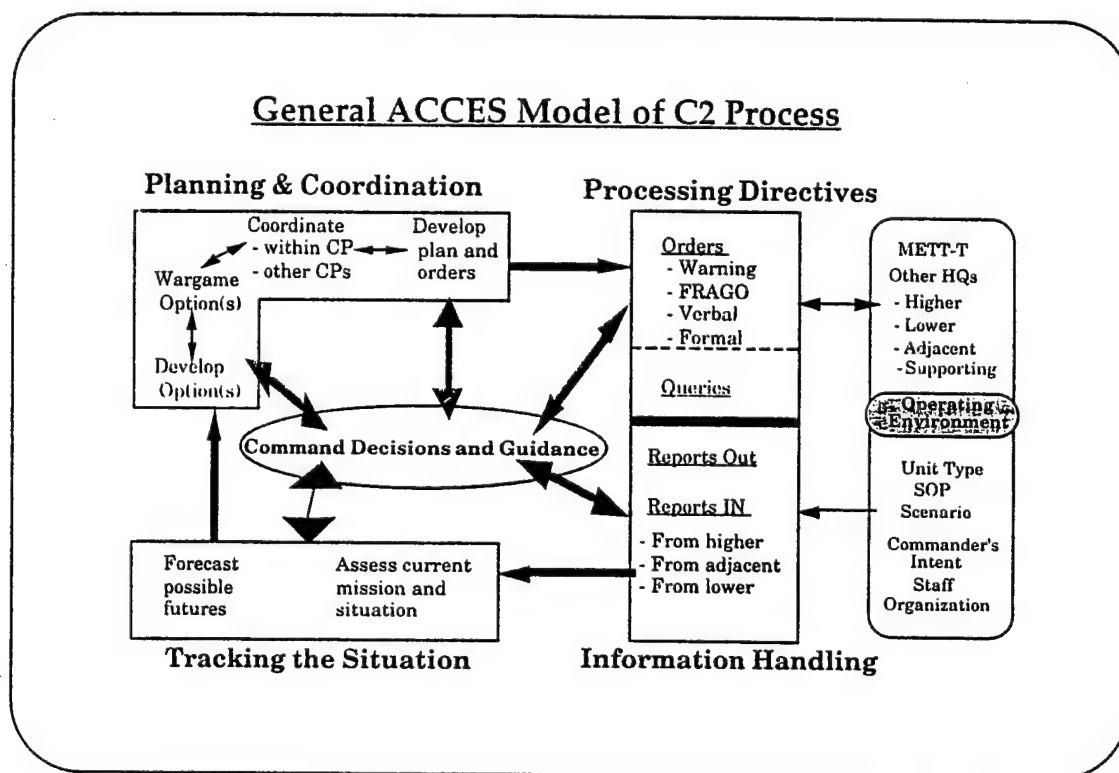 General ACCES Model of C2 Process
Planning & Coordination
Coordinate
- within CP
- other CPs
Develop
plan and
orders
Wargame
Option(s)
Develop
Option(s)
Command Decisions and Guidance
Forecast
possible
futures
Assess current
mission and
situation
Tracking the Situation
Processing Directives
Orders
- Warning
- FRAGO
- Verbal
- Formal
Queries
Reports Out
Reports IN
- From higher
- From adjacent
- From lower
Information Handling
METT-T
Other HQs
- Higher
- Lower
- Adjacent
- Supporting
Operating
Environment
Unit Type
SOP
Scenario
Commander's
Intent
Staff
Organization